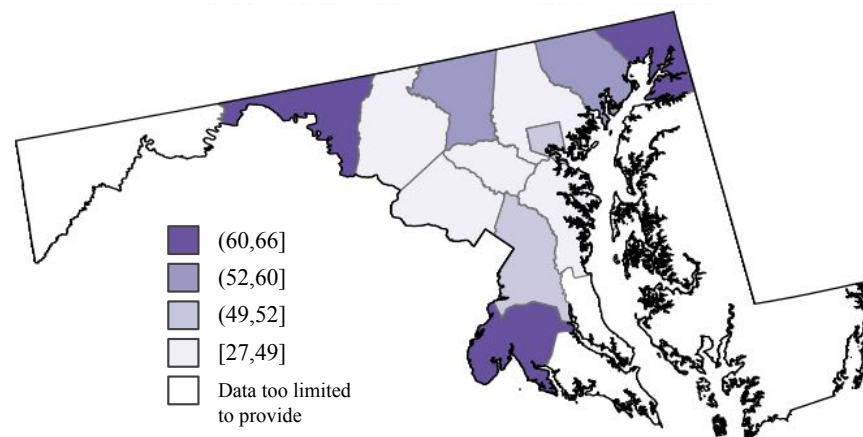 (60,66]
(52,60]
(49,52]
[27,49]
Data too limited
to provide